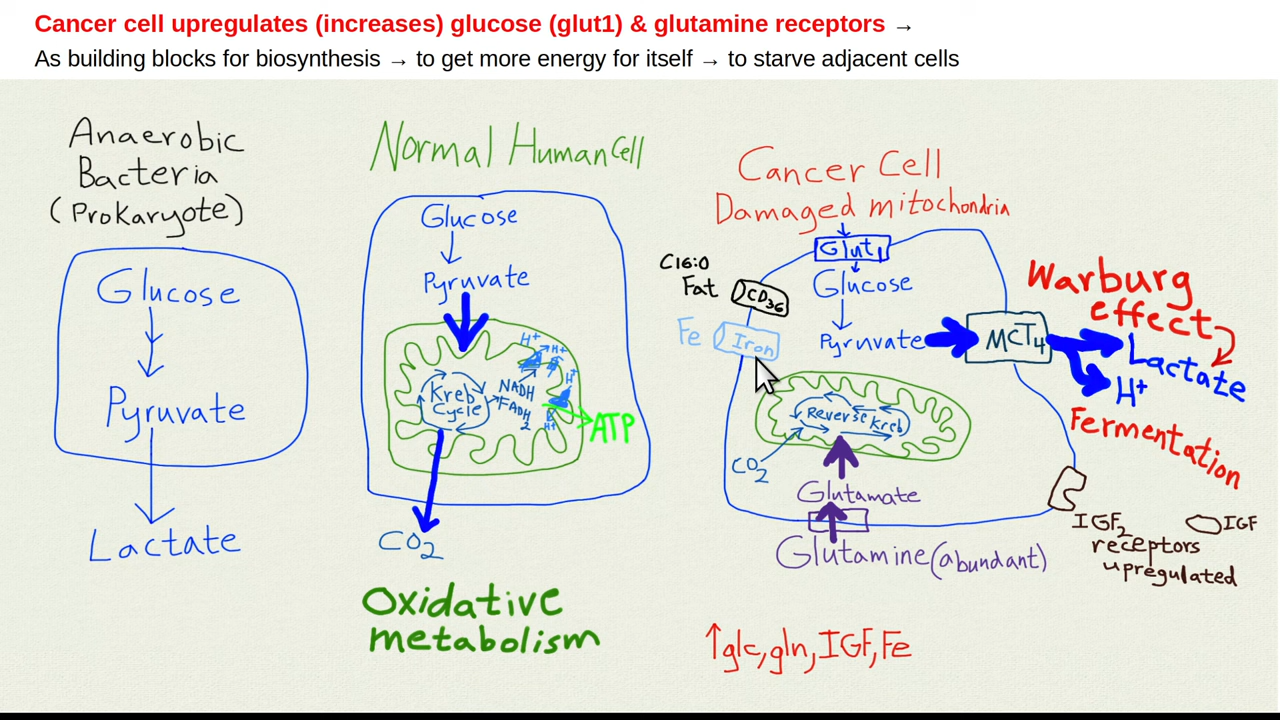 Cancer cell upregulates (increases) glucose (glut1) & glutamine receptors →
As building blocks for biosynthesis → to get more energy for itself → to starve adjacent cells
Anaerobic
Bacteria
(Prokaryote)
Glucose
Pyruvate
Lactate
Normal Human Cell
Glucose
Pyruvate
H+
H+
H+
H+
Kreb
Cycle
NADH
FADH2
ATP
CO2
Oxidative
metabolism
Cancer Cell
Damaged mitochondria
Glut1
C16:0
Fat
CD36
Glucose
Fe
Iron
Pyruvate
MCT4
Warburg
effect
Lactate
H+
Fermentation
Reverse Kreb
CO2
Glutamate
Glutamine (abundant)
IGF2
receptors
upregulated
IGF
↑glc, gln, IGF, Fe